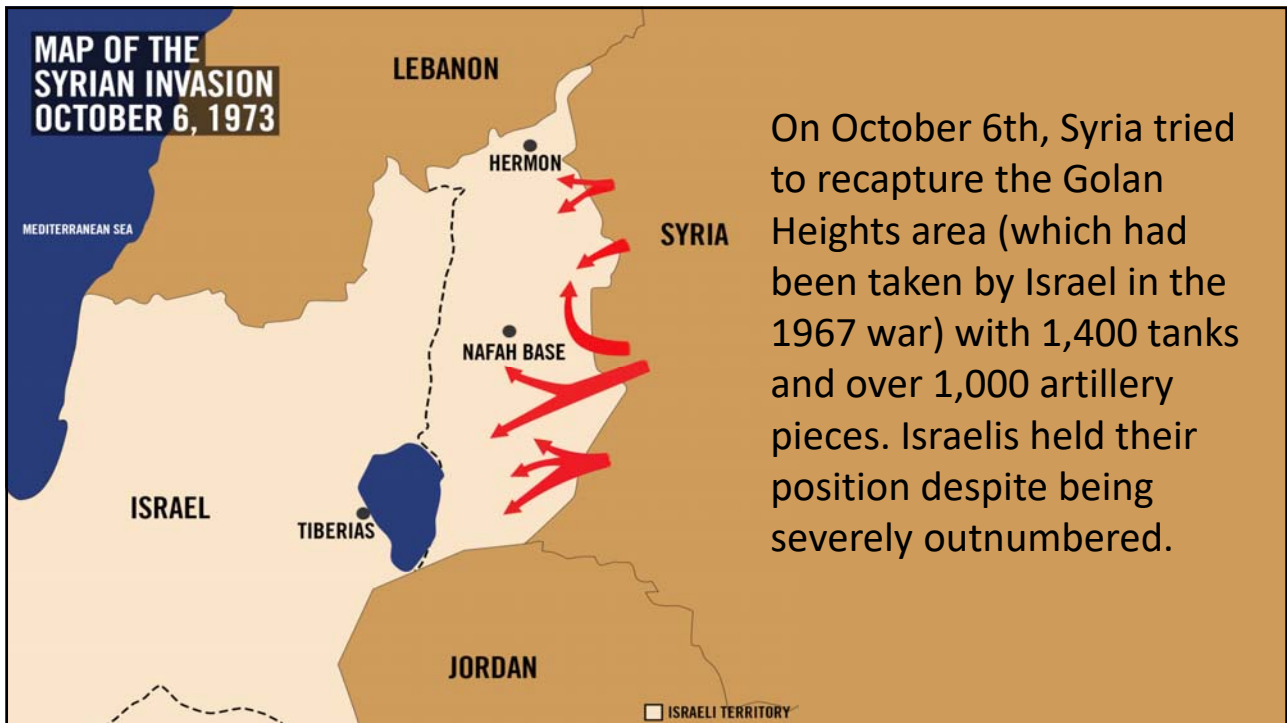 MAP OF THE
SYRIAN INVASION
OCTOBER 6, 1973
LEBANON
HERMON
MEDITERRANEAN SEA
SYRIA
NAFAH BASE
ISRAEL
TIBERIAS
JORDAN
ISRAELI TERRITORY
On October 6th, Syria tried
to recapture the Golan
Heights area (which had
been taken by Israel in the
1967 war) with 1,400 tanks
and over 1,000 artillery
pieces. Israelis held their
position despite being
severely outnumbered.